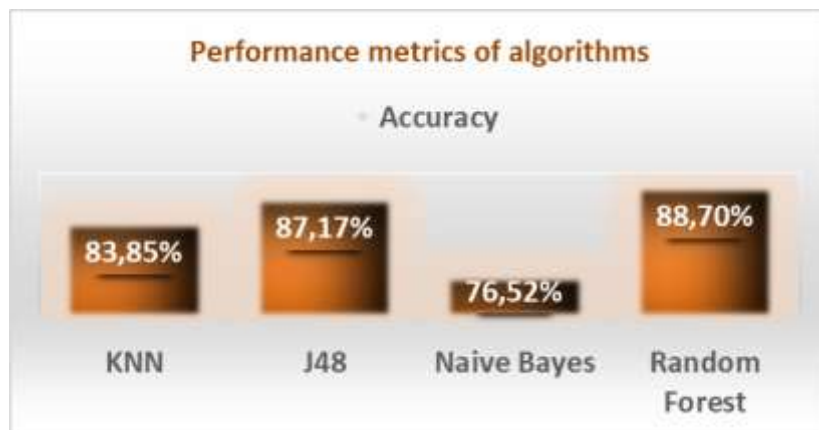 Performance metrics of algorithms
Accuracy
83,85%
87,17%
76,52%
88,70%
KNN
J48
Naive Bayes
Random
Forest